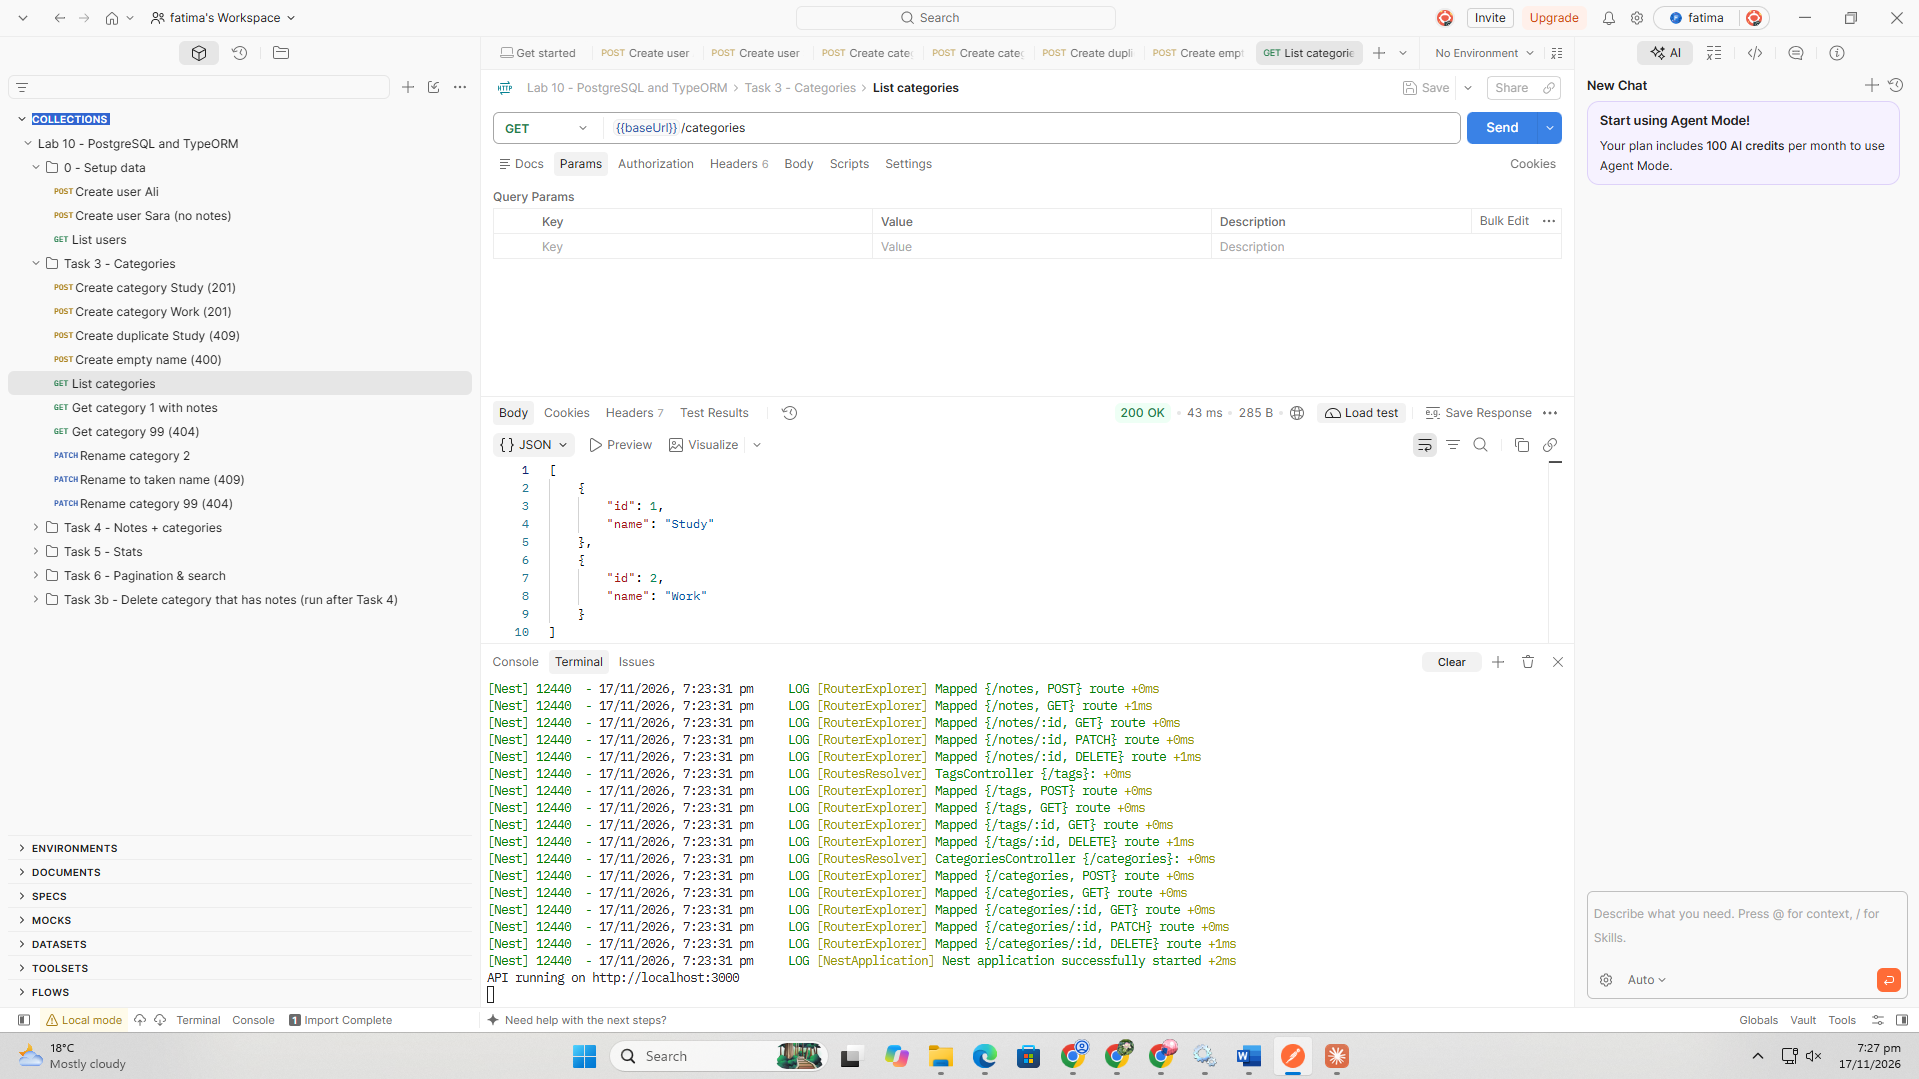 fatima's Workspace
Search
Invite
Upgrade
fatima
Get started
POST Create user
POST Create user
POST Create cate
POST Create cate
POST Create dupli
POST Create empt
GET List categorie
No Environment
AI
COLLECTIONS
Lab 10 - PostgreSQL and TypeORM
0 - Setup data
POST Create user Ali
POST Create user Sara (no notes)
GET List users
Task 3 - Categories
POST Create category Study (201)
POST Create category Work (201)
POST Create duplicate Study (409)
POST Create empty name (400)
GET List categories
GET Get category 1 with notes
GET Get category 99 (404)
PATCH Rename category 2
PATCH Rename to taken name (409)
PATCH Rename category 99 (404)
Task 4 - Notes + categories
Task 5 - Stats
Task 6 - Pagination & search
Task 3b - Delete category that has notes (run after Task 4)
ENVIRONMENTS
DOCUMENTS
SPECS
MOCKS
DATASETS
TOOLSETS
FLOWS
HTTP Lab 10 - PostgreSQL and TypeORM > Task 3 - Categories > List categories
Save
Share
GET {{baseUrl}} /categories
Send
Docs Params Authorization Headers 6 Body Scripts Settings Cookies
Query Params
Key Value Description Bulk Edit
Key Value Description
Body Cookies Headers 7 Test Results
200 OK • 43 ms • 285 B Load test e.g. Save Response
{} JSON Preview Visualize
1 [
2 {
3 "id": 1,
4 "name": "Study"
5 },
6 {
7 "id": 2,
8 "name": "Work"
9 }
10 ]
Console Terminal Issues Clear
[Nest] 12440 - 17/11/2026, 7:23:31 pm LOG [RouterExplorer] Mapped {/notes, POST} route +0ms
[Nest] 12440 - 17/11/2026, 7:23:31 pm LOG [RouterExplorer] Mapped {/notes, GET} route +1ms
[Nest] 12440 - 17/11/2026, 7:23:31 pm LOG [RouterExplorer] Mapped {/notes/:id, GET} route +0ms
[Nest] 12440 - 17/11/2026, 7:23:31 pm LOG [RouterExplorer] Mapped {/notes/:id, PATCH} route +0ms
[Nest] 12440 - 17/11/2026, 7:23:31 pm LOG [RouterExplorer] Mapped {/notes/:id, DELETE} route +1ms
[Nest] 12440 - 17/11/2026, 7:23:31 pm LOG [RoutesResolver] TagsController {/tags}: +0ms
[Nest] 12440 - 17/11/2026, 7:23:31 pm LOG [RouterExplorer] Mapped {/tags, POST} route +0ms
[Nest] 12440 - 17/11/2026, 7:23:31 pm LOG [RouterExplorer] Mapped {/tags, GET} route +0ms
[Nest] 12440 - 17/11/2026, 7:23:31 pm LOG [RouterExplorer] Mapped {/tags/:id, GET} route +0ms
[Nest] 12440 - 17/11/2026, 7:23:31 pm LOG [RouterExplorer] Mapped {/tags/:id, DELETE} route +1ms
[Nest] 12440 - 17/11/2026, 7:23:31 pm LOG [RoutesResolver] CategoriesController {/categories}: +0ms
[Nest] 12440 - 17/11/2026, 7:23:31 pm LOG [RouterExplorer] Mapped {/categories, POST} route +0ms
[Nest] 12440 - 17/11/2026, 7:23:31 pm LOG [RouterExplorer] Mapped {/categories, GET} route +0ms
[Nest] 12440 - 17/11/2026, 7:23:31 pm LOG [RouterExplorer] Mapped {/categories/:id, GET} route +0ms
[Nest] 12440 - 17/11/2026, 7:23:31 pm LOG [RouterExplorer] Mapped {/categories/:id, PATCH} route +0ms
[Nest] 12440 - 17/11/2026, 7:23:31 pm LOG [RouterExplorer] Mapped {/categories/:id, DELETE} route +1ms
[Nest] 12440 - 17/11/2026, 7:23:31 pm LOG [NestApplication] Nest application successfully started +2ms
API running on http://localhost:3000
New Chat
Start using Agent Mode!
Your plan includes 100 AI credits per month to use
Agent Mode.
Describe what you need. Press @ for context, / for
Skills.
Auto
Local mode Terminal Console 1 Import Complete
Need help with the next steps?
Globals Vault Tools
18°C
Mostly cloudy
Search
7:27 pm
17/11/2026